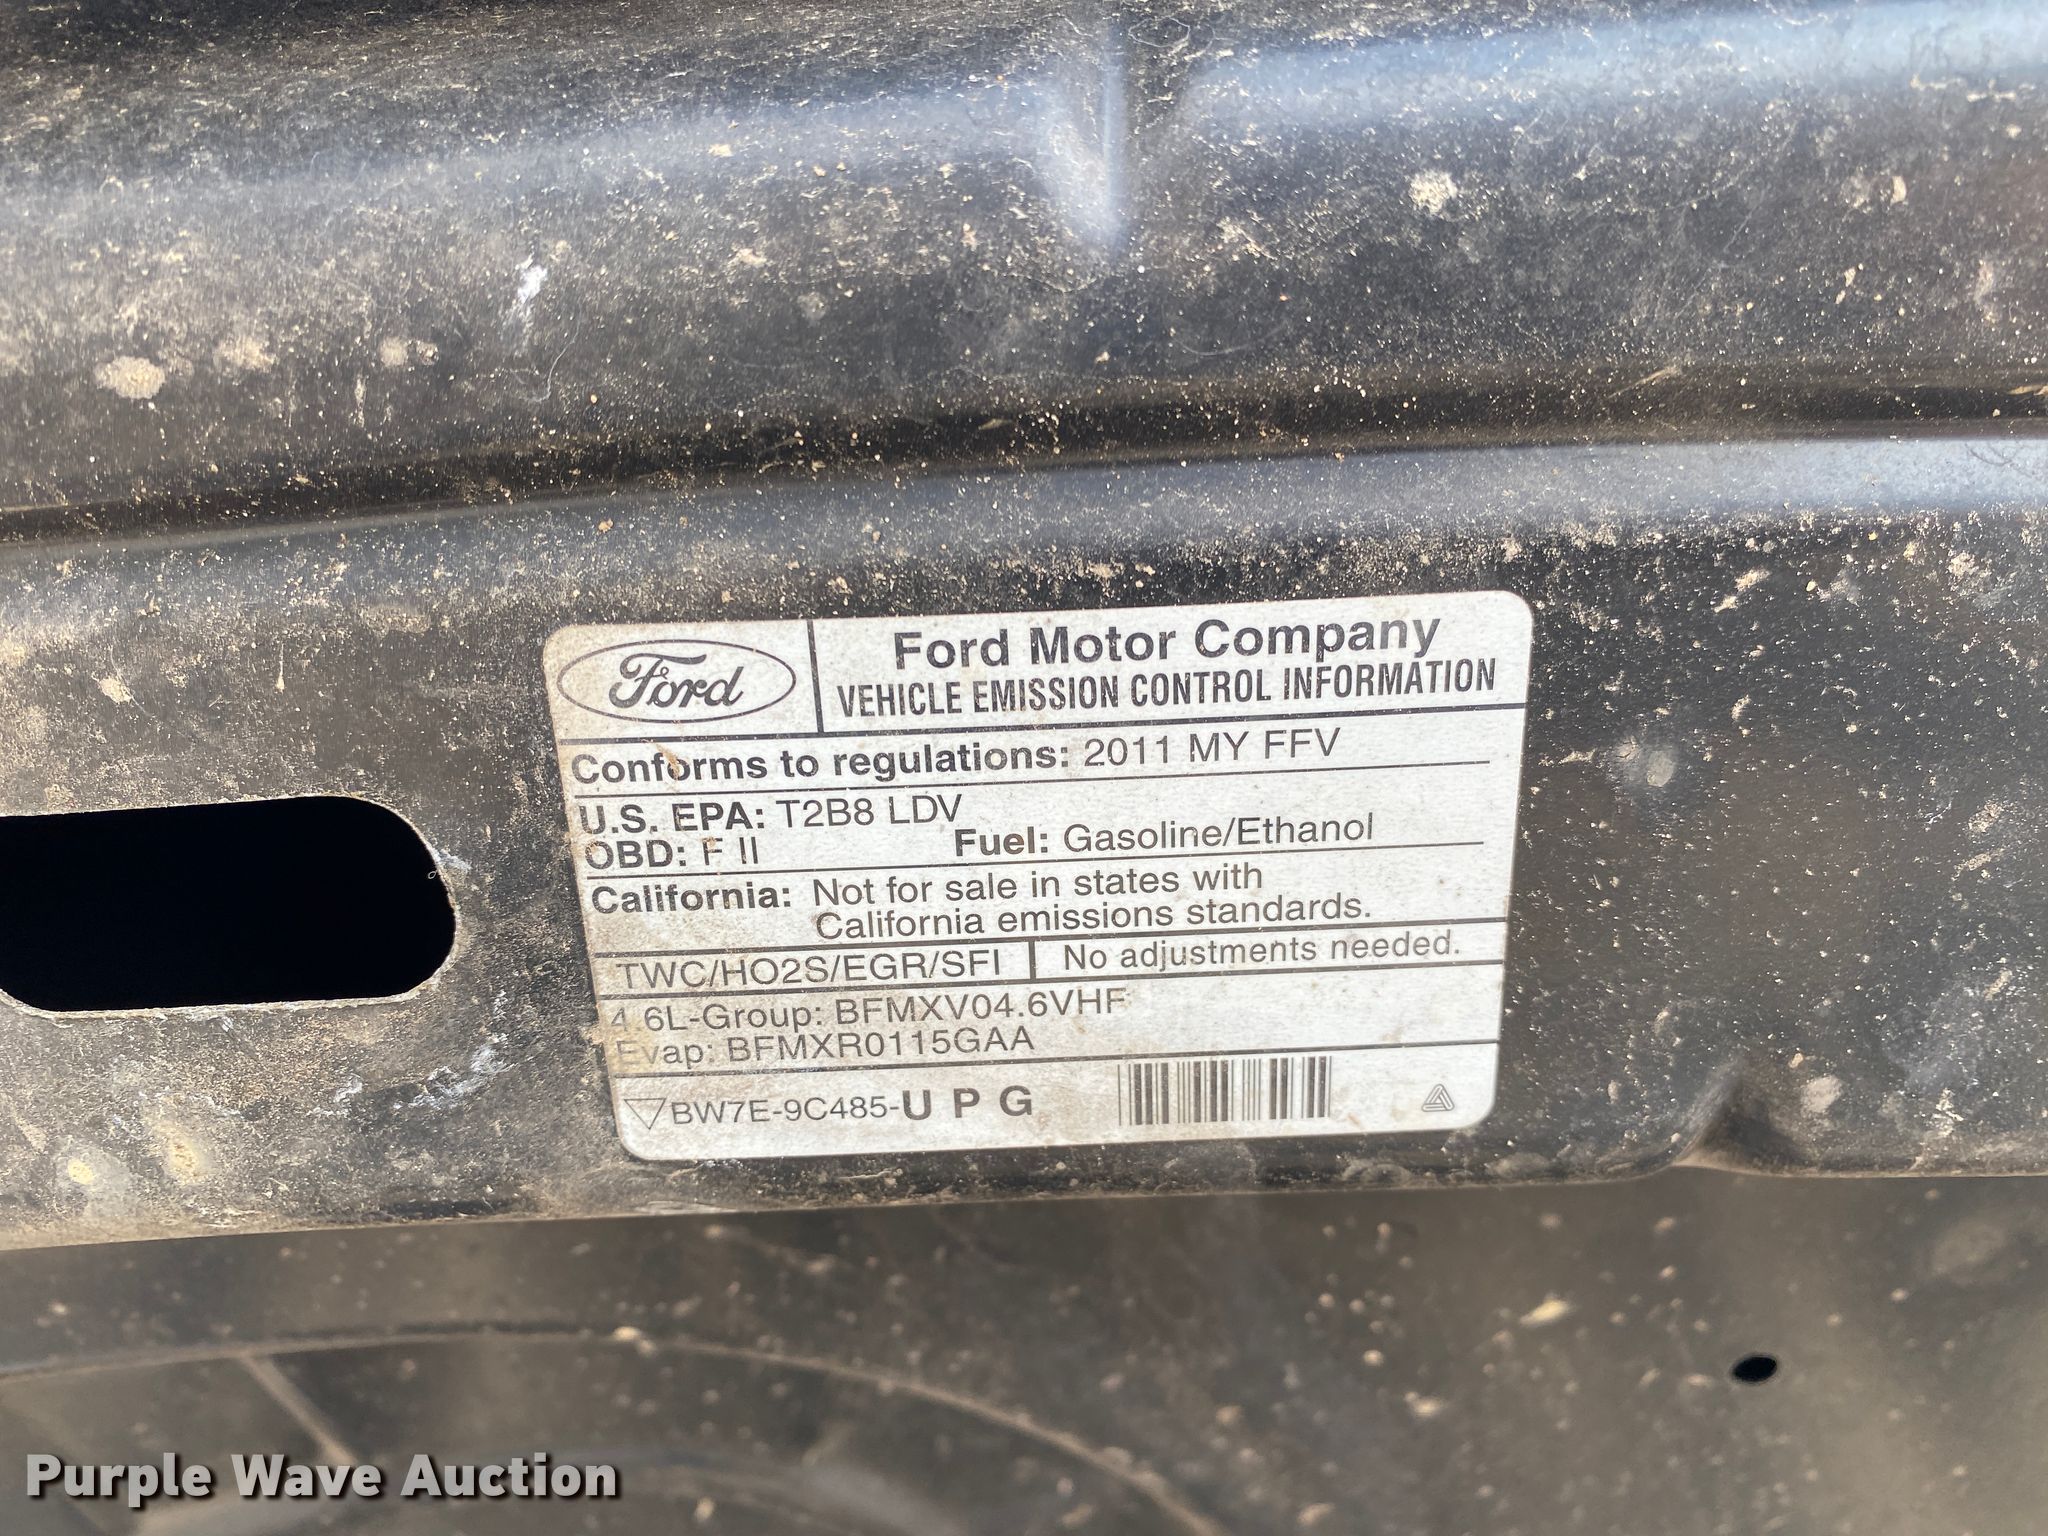 Ford
Ford Motor Company
VEHICLE EMISSION CONTROL INFORMATION
Conforms to regulations: 2011 MY FFV
U.S. EPA: T2B8 LDV
OBD: F II Fuel: Gasoline/Ethanol
California: Not for sale in states with
California emissions standards.
TWC/HO2S/EGR/SFI No adjustments needed.
4.6L-Group: BFMXV04.6VHF
Evap: BFMXR0115GAA
BW7E-9C485-U P G
Purple Wave Auction